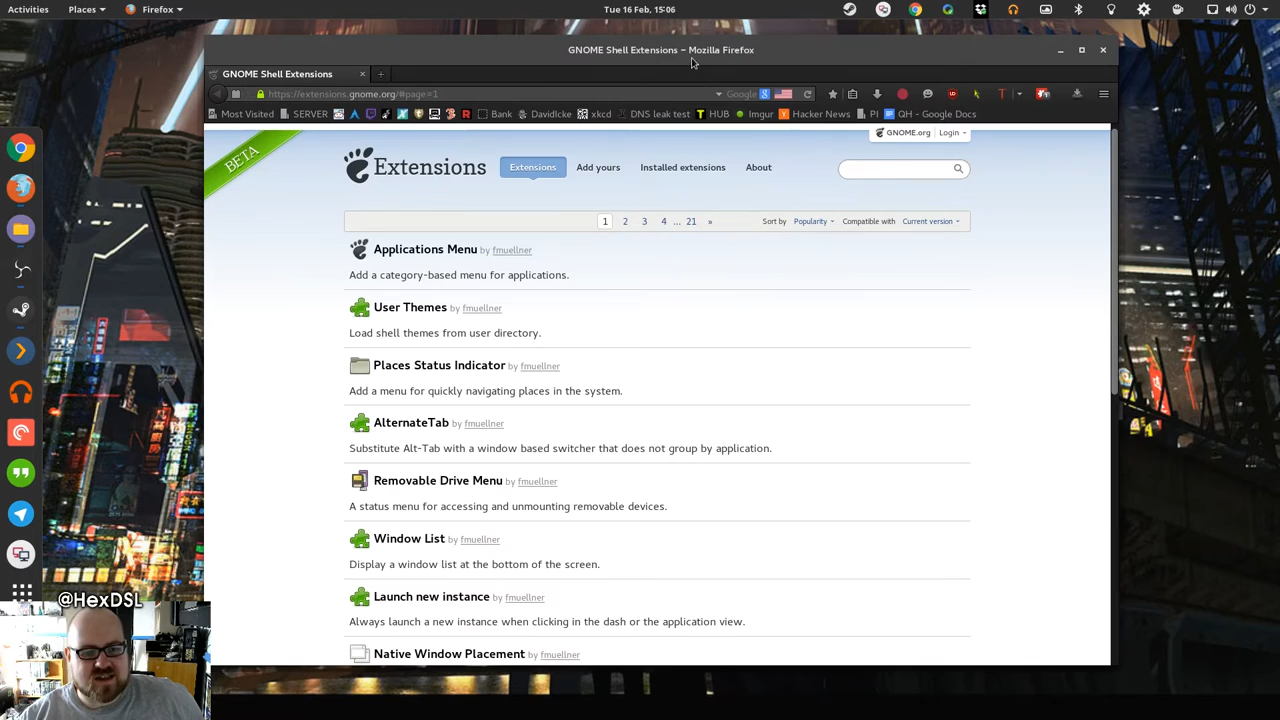 Activities Places Firefox Tue 16 Feb, 15:06
GNOME Shell Extensions - Mozilla Firefox
GNOME Shell Extensions
https://extensions.gnome.org/#page=1 Google
Most Visited SERVER Bank DavidIcke xkcd DNS leak test HUB Imgur Hacker News PI QH - Google Docs
GNOME.org Login
BETA
Extensions Extensions Add yours Installed extensions About
1 2 3 4 ... 21 » Sort by Popularity Compatible with Current version
Applications Menu by fmuellner
Add a category-based menu for applications.
User Themes by fmuellner
Load shell themes from user directory.
Places Status Indicator by fmuellner
Add a menu for quickly navigating places in the system.
AlternateTab by fmuellner
Substitute Alt-Tab with a window based switcher that does not group by application.
Removable Drive Menu by fmuellner
A status menu for accessing and unmounting removable devices.
Window List by fmuellner
Display a window list at the bottom of the screen.
Launch new instance by fmuellner
Always launch a new instance when clicking in the dash or the application view.
Native Window Placement by fmuellner
@HexDSL